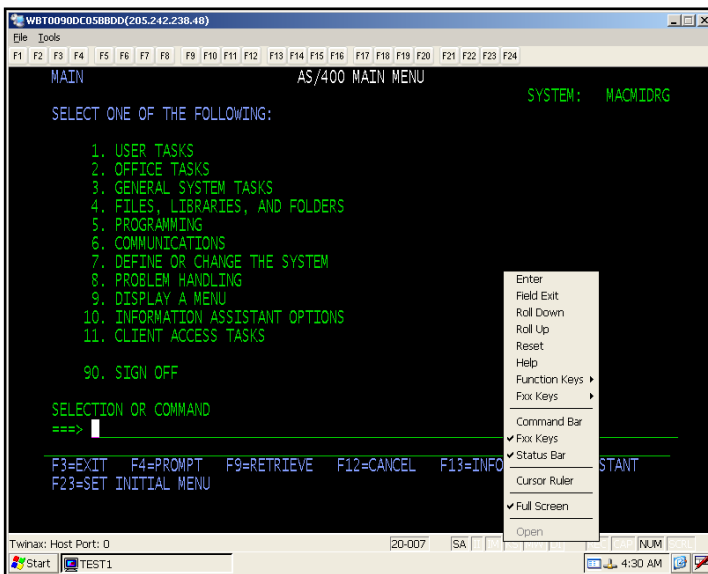 WBT0090DC05BBDD(205.242.238.48)
File Tools
F1 F2 F3 F4 F5 F6 F7 F8 F9 F10 F11 F12 F13 F14 F15 F16 F17 F18 F19 F20 F21 F22 F23 F24
MAIN AS/400 MAIN MENU
SYSTEM: MACMIDRG
SELECT ONE OF THE FOLLOWING:
1. USER TASKS
2. OFFICE TASKS
3. GENERAL SYSTEM TASKS
4. FILES, LIBRARIES, AND FOLDERS
5. PROGRAMMING
6. COMMUNICATIONS
7. DEFINE OR CHANGE THE SYSTEM
8. PROBLEM HANDLING
9. DISPLAY A MENU
10. INFORMATION ASSISTANT OPTIONS
11. CLIENT ACCESS TASKS
90. SIGN OFF
SELECTION OR COMMAND
===>
F3=EXIT F4=PROMPT F9=RETRIEVE F12=CANCEL F13=INFO STANT
F23=SET INITIAL MENU
Enter
Field Exit
Roll Down
Roll Up
Reset
Help
Function Keys
Fxx Keys
Command Bar
Fxx Keys
Status Bar
Cursor Ruler
Full Screen
Open
Twinax: Host Port: 0 20-007 SA NUM
Start TEST1 4:30 AM